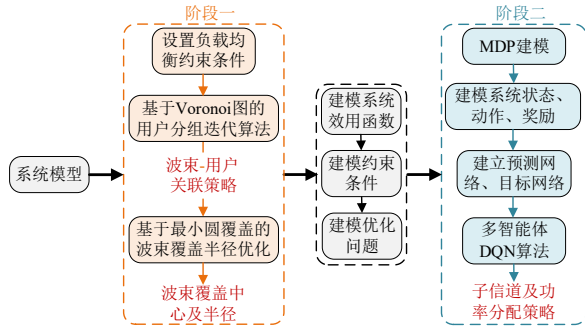 阶段一
设置负载均
衡约束条件
基于Voronoi图的
用户分组迭代算法
波束-用户
关联策略
基于最小圆覆盖的
波束覆盖半径优化
波束覆盖中
心及半径
系统模型
建模系统
效用函数
建模约束
条件
建模优化
问题
阶段二
MDP建模
建模系统状态、
动作、奖励
建立预测网
络、目标网络
多智能体
DQN算法
子信道及功
率分配策略